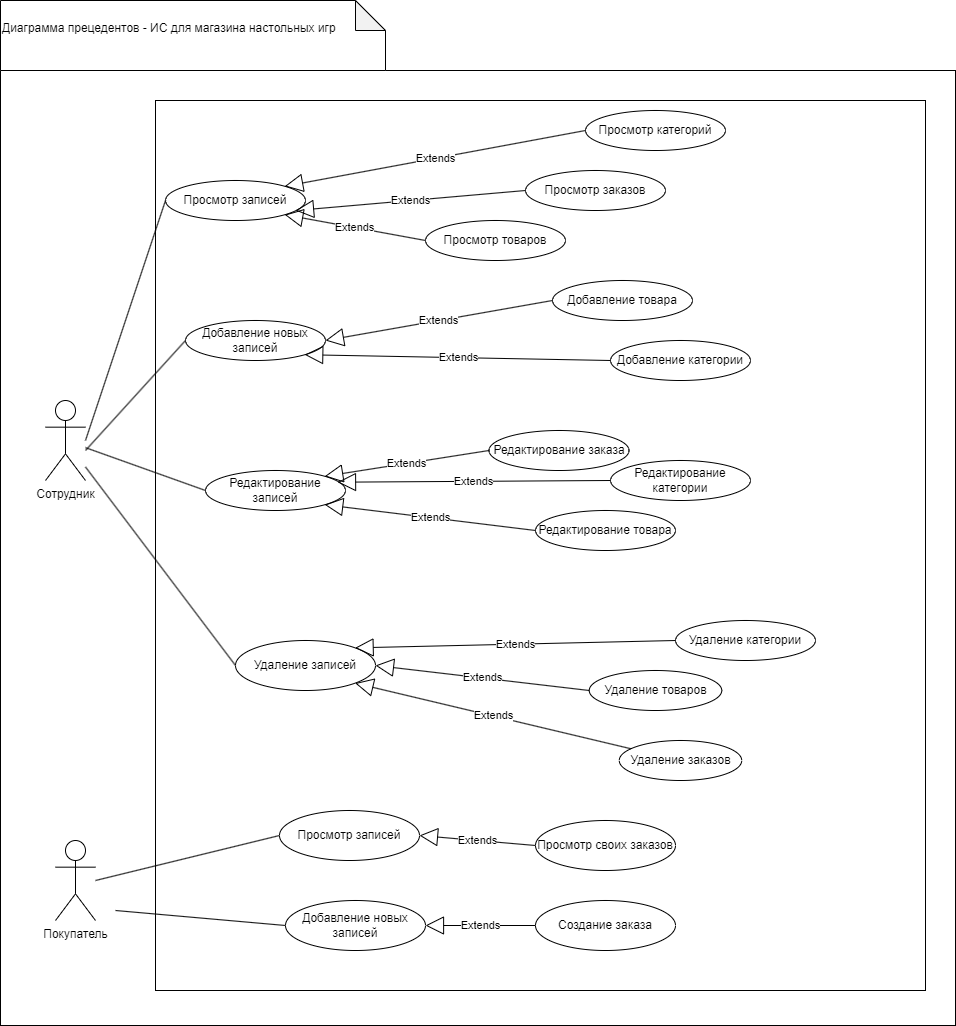 Диаграмма прецедентов - ИС для магазина настольных игр
Просмотр категорий
Extends
Просмотр записей
Extends
Просмотр заказов
Extends
Просмотр товаров
Добавление товара
Extends
Добавление новых
записей
Extends
Добавление категории
Сотрудник
Редактирование заказа
Extends
Редактирование
записей
Extends
Редактирование
категории
Extends
Редактирование товара
Удаление категории
Extends
Удаление записей
Extends
Удаление товаров
Extends
Удаление заказов
Просмотр записей
Extends
Просмотр своих заказов
Покупатель
Добавление новых
записей
Extends
Создание заказа